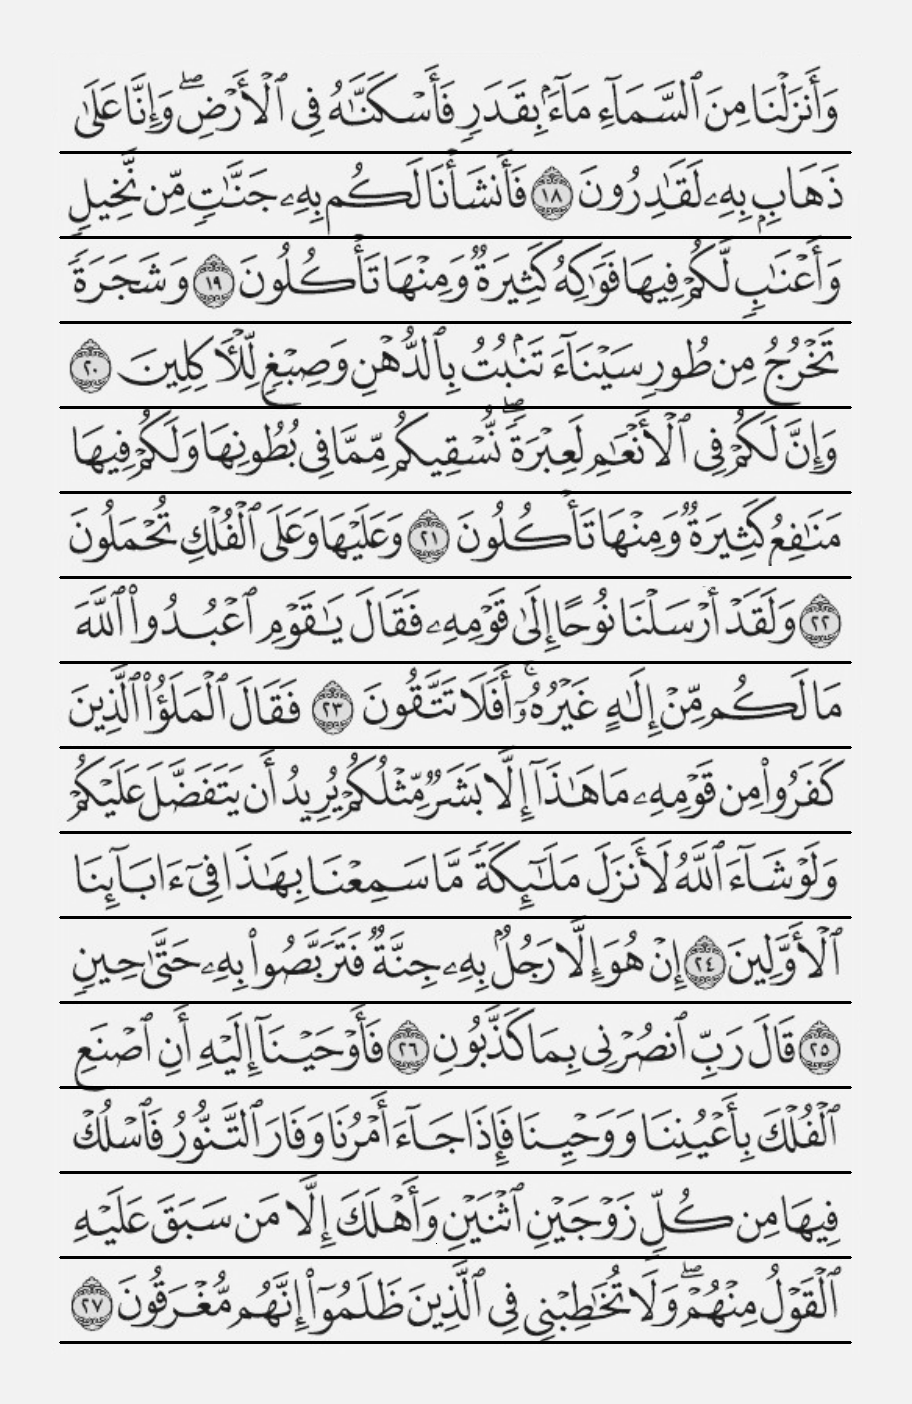 وَأَنزَلْنَا مِنَ ٱلسَّمَآءِ مَآءًۢ بِقَدَرٍ فَأَسْكَنَّـٰهُ فِى ٱلْأَرْضِ ۖ وَإِنَّا عَلَىٰ
ذَهَابٍۭ بِهِۦ لَقَـٰدِرُونَ ١٨ فَأَنشَأْنَا لَكُم بِهِۦ جَنَّـٰتٍ مِّن نَّخِيلٍ
وَأَعْنَـٰبٍ لَّكُمْ فِيهَا فَوَٰكِهُ كَثِيرَةٌ وَمِنْهَا تَأْكُلُونَ ١٩ وَشَجَرَةً
تَخْرُجُ مِن طُورِ سَيْنَآءَ تَنۢبُتُ بِٱلدُّهْنِ وَصِبْغٍ لِّلْـَٔاكِلِينَ ٢٠
وَإِنَّ لَكُمْ فِى ٱلْأَنْعَـٰمِ لَعِبْرَةً ۖ نُّسْقِيكُم مِّمَّا فِى بُطُونِهَا وَلَكُمْ فِيهَا
مَنَـٰفِعُ كَثِيرَةٌ وَمِنْهَا تَأْكُلُونَ ٢١ وَعَلَيْهَا وَعَلَى ٱلْفُلْكِ تُحْمَلُونَ
٢٢ وَلَقَدْ أَرْسَلْنَا نُوحًا إِلَىٰ قَوْمِهِۦ فَقَالَ يَـٰقَوْمِ ٱعْبُدُوا۟ ٱللَّهَ
مَا لَكُم مِّنْ إِلَـٰهٍ غَيْرُهُۥٓ ۚ أَفَلَا تَتَّقُونَ ٢٣ فَقَالَ ٱلْمَلَؤُا۟ ٱلَّذِينَ
كَفَرُوا۟ مِن قَوْمِهِۦ مَا هَـٰذَآ إِلَّا بَشَرٌ مِّثْلُكُمْ يُرِيدُ أَن يَتَفَضَّلَ عَلَيْكُمْ
وَلَوْ شَآءَ ٱللَّهُ لَأَنزَلَ مَلَـٰٓئِكَةً مَّا سَمِعْنَا بِهَـٰذَا فِىٓ ءَابَآئِنَا
ٱلْأَوَّلِينَ ٢٤ إِنْ هُوَ إِلَّا رَجُلٌۢ بِهِۦ جِنَّةٌ فَتَرَبَّصُوا۟ بِهِۦ حَتَّىٰ حِينٍ
٢٥ قَالَ رَبِّ ٱنصُرْنِى بِمَا كَذَّبُونِ ٢٦ فَأَوْحَيْنَآ إِلَيْهِ أَنِ ٱصْنَعِ
ٱلْفُلْكَ بِأَعْيُنِنَا وَوَحْيِنَا فَإِذَا جَآءَ أَمْرُنَا وَفَارَ ٱلتَّنُّورُ فَٱسْلُكْ
فِيهَا مِن كُلٍّ زَوْجَيْنِ ٱثْنَيْنِ وَأَهْلَكَ إِلَّا مَن سَبَقَ عَلَيْهِ
ٱلْقَوْلُ مِنْهُمْ ۖ وَلَا تُخَـٰطِبْنِى فِى ٱلَّذِينَ ظَلَمُوٓا۟ إِنَّهُم مُّغْرَقُونَ ٢٧